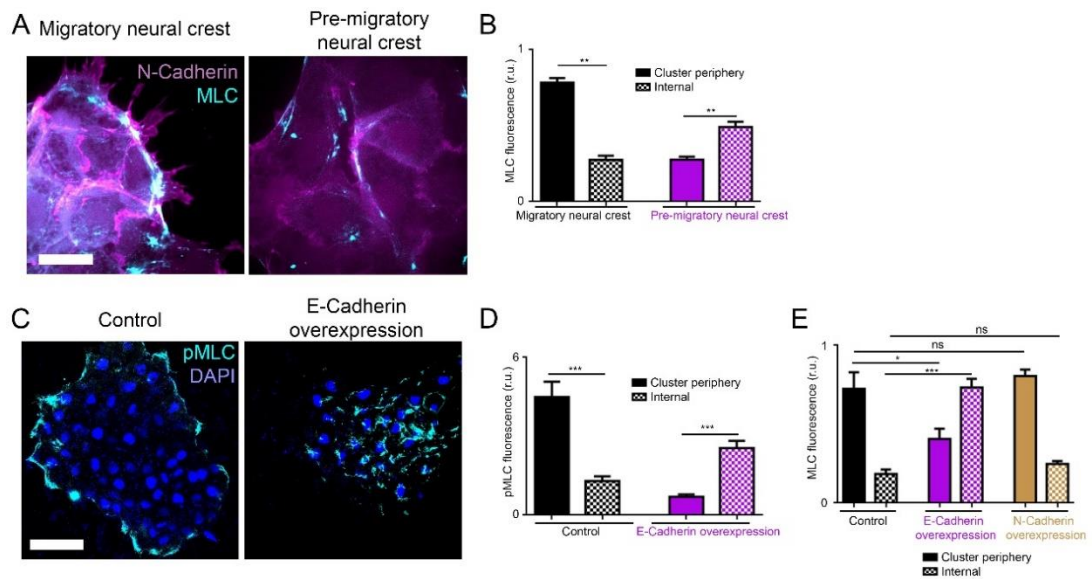 A
Migratory neural crest
Pre-migratory
neural crest
N-Cadherin
MLC
B
MLC fluorescence (r.u.)
1
0
**
**
Cluster periphery
Internal
Migratory neural crest
Pre-migratory neural crest
C
Control
E-Cadherin
overexpression
pMLC
DAPI
D
pMLC fluorescence (r.u.)
6
0
***
***
Cluster periphery
Internal
Control
E-Cadherin overexpression
E
MLC fluorescence (r.u.)
1
0
ns
ns
*
***
Control
E-Cadherin
overexpression
N-Cadherin
overexpression
Cluster periphery
Internal